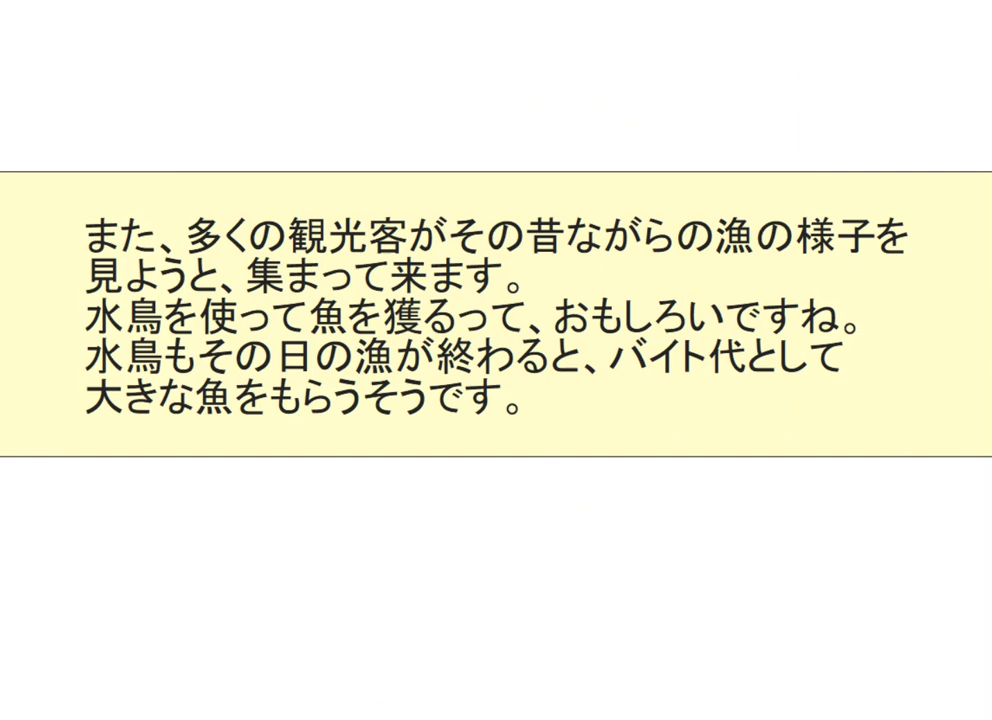 また、多くの観光客がその昔ながらの漁の様子を
見ようと、集まって来ます。
水鳥を使って魚を獲るって、おもしろいですね。
水鳥もその日の漁が終わると、バイト代として
大きな魚をもらうそうです。